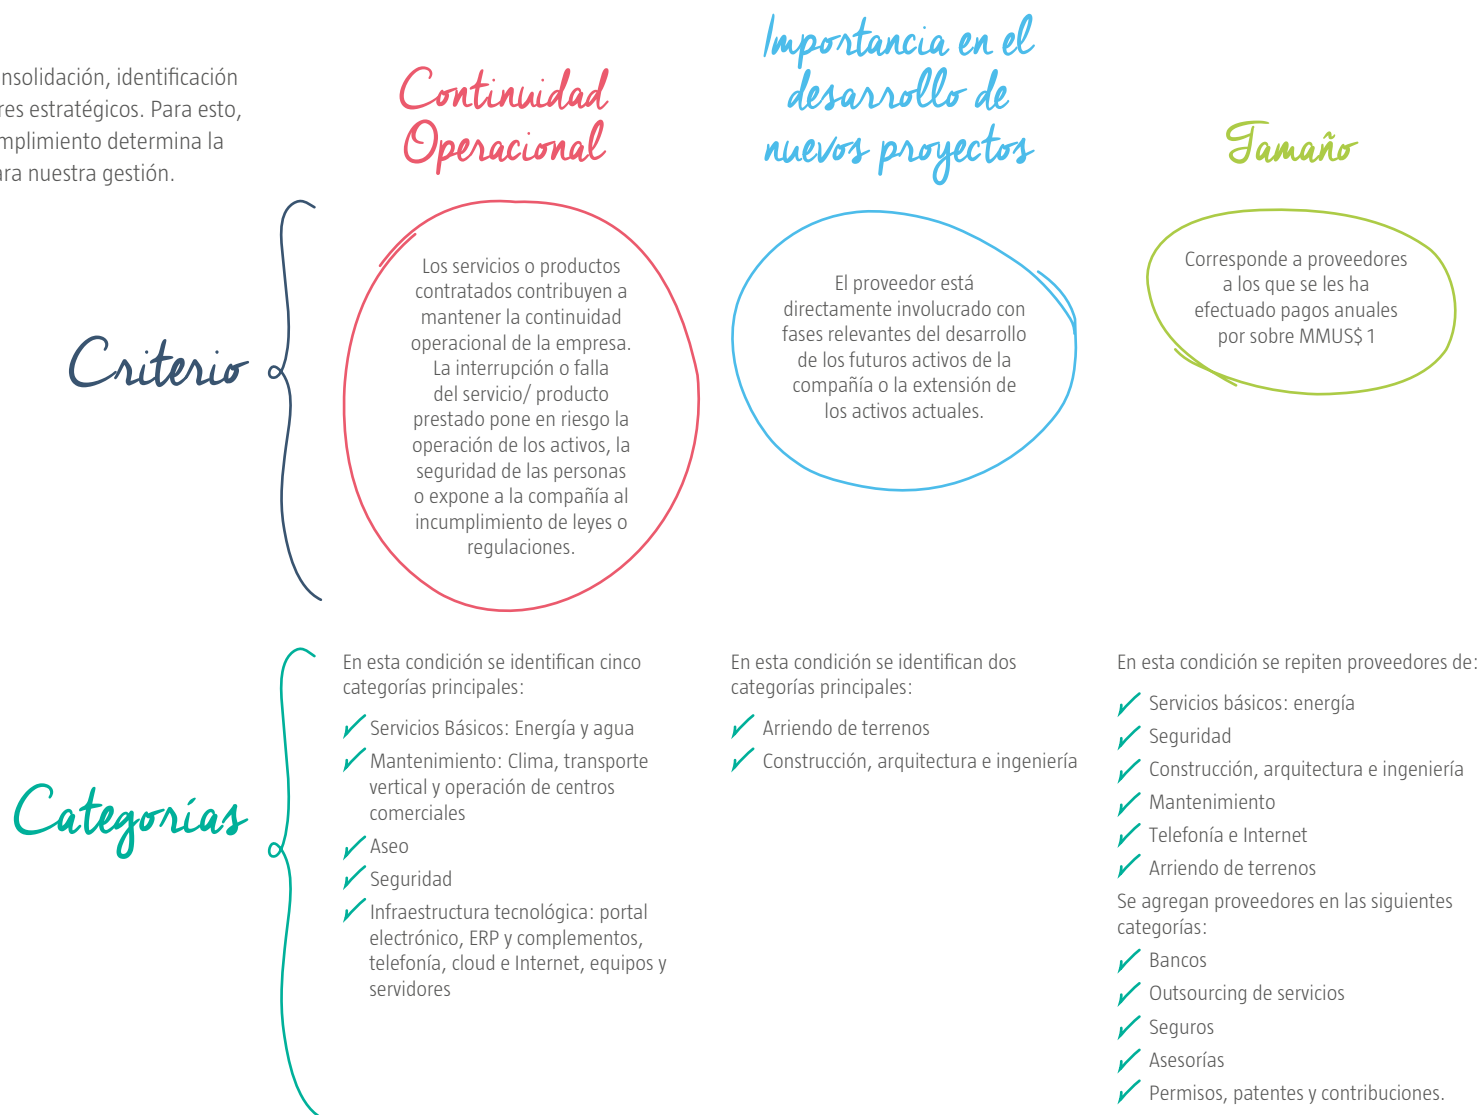 nsolidación, identificación
res estratégicos. Para esto,
mplimiento determina la
ara nuestra gestión.
Continuidad
Operacional
Importancia en el
desarrollo de
nuevos proyectos
Tamaño
Criterio
Los servicios o productos
contratados contribuyen a
mantener la continuidad
operacional de la empresa.
La interrupción o falla
del servicio/ producto
prestado pone en riesgo la
operación de los activos, la
seguridad de las personas
o expone a la compañía al
incumplimiento de leyes o
regulaciones.
El proveedor está
directamente involucrado con
fases relevantes del desarrollo
de los futuros activos de la
compañía o la extensión de
los activos actuales.
Corresponde a proveedores
a los que se les ha
efectuado pagos anuales
por sobre MMUS$ 1
Categorías
En esta condición se identifican cinco
categorías principales:
Servicios Básicos: Energía y agua
Mantenimiento: Clima, transporte
vertical y operación de centros
comerciales
Aseo
Seguridad
Infraestructura tecnológica: portal
electrónico, ERP y complementos,
telefonía, cloud e Internet, equipos y
servidores
En esta condición se identifican dos
categorías principales:
Arriendo de terrenos
Construcción, arquitectura e ingeniería
En esta condición se repiten proveedores de:
Servicios básicos: energía
Seguridad
Construcción, arquitectura e ingeniería
Mantenimiento
Telefonía e Internet
Arriendo de terrenos
Se agregan proveedores en las siguientes
categorías:
Bancos
Outsourcing de servicios
Seguros
Asesorías
Permisos, patentes y contribuciones.